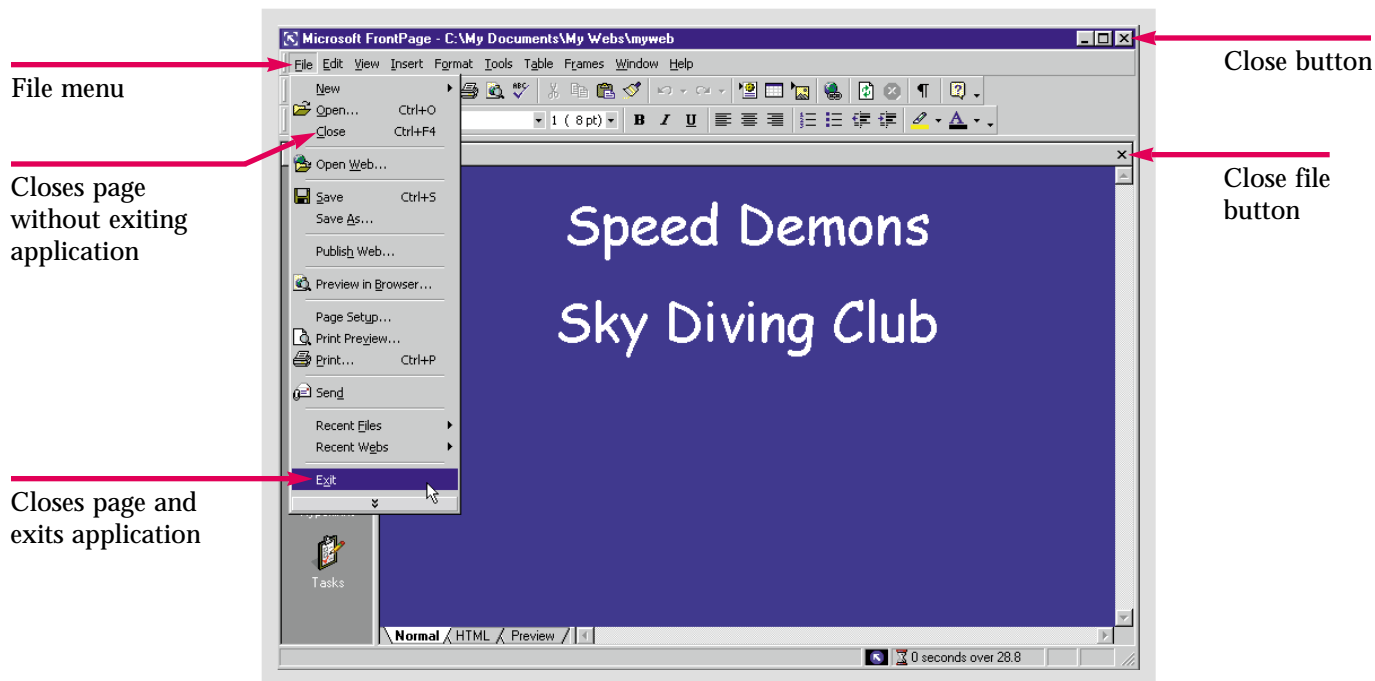 Microsoft FrontPage - C:\My Documents\My Webs\myweb
File Edit View Insert Format Tools Table Frames Window Help
File menu
Close button
New
Open... Ctrl+O
Close Ctrl+F4
1 ( 8 pt)
B I U
A
ABC
Open Web...
Closes page
without exiting
application
Close file
button
Save Ctrl+S
Save As...
Publish Web...
Preview in Browser...
Page Setup...
Print Preview...
Print... Ctrl+P
Send
Recent Files
Recent Webs
Exit
Speed Demons
Sky Diving Club
Closes page and
exits application
Tasks
Normal HTML Preview
0 seconds over 28.8